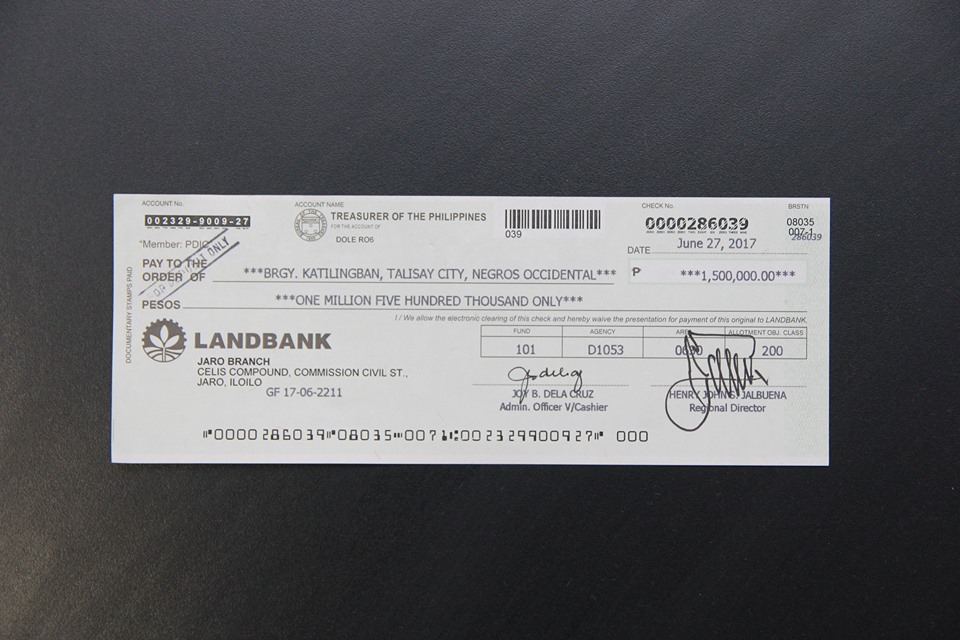 ACCOUNT No.
002329-9009-27
ACCOUNT NAME
TREASURER OF THE PHILIPPINES
FOR THE ACCOUNT OF
DOLE RO6
039
CHECK No.
0000286039
BRSTN
08035
007-1
286039
DATE June 27, 2017
"Member: PDIC
ONLY
PAY TO THE
ORDER OF ***BRGY. KATILINGBAN, TALISAY CITY, NEGROS OCCIDENTAL*** ₱ ***1,500,000.00***
PESOS ***ONE MILLION FIVE HUNDRED THOUSAND ONLY***
I / We allow the electronic clearing of this check and hereby waive the presentation for payment of this original to LANDBANK.
DOCUMENTARY STAMPS PAID
LANDBANK
JARO BRANCH
CELIS COMPOUND, COMMISSION CIVIL ST.,
JARO, ILOILO
GF 17-06-2211
FUND AGENCY ALLOTMENT OBJ. CLASS
101 D1053 200
JOY B. DELA CRUZ
Admin. Officer V/Cashier
HENRY JOHN S. JALBUENA
Regional Director
⑈0000286039⑈08035⑉0071⑆002329900927⑈ 000